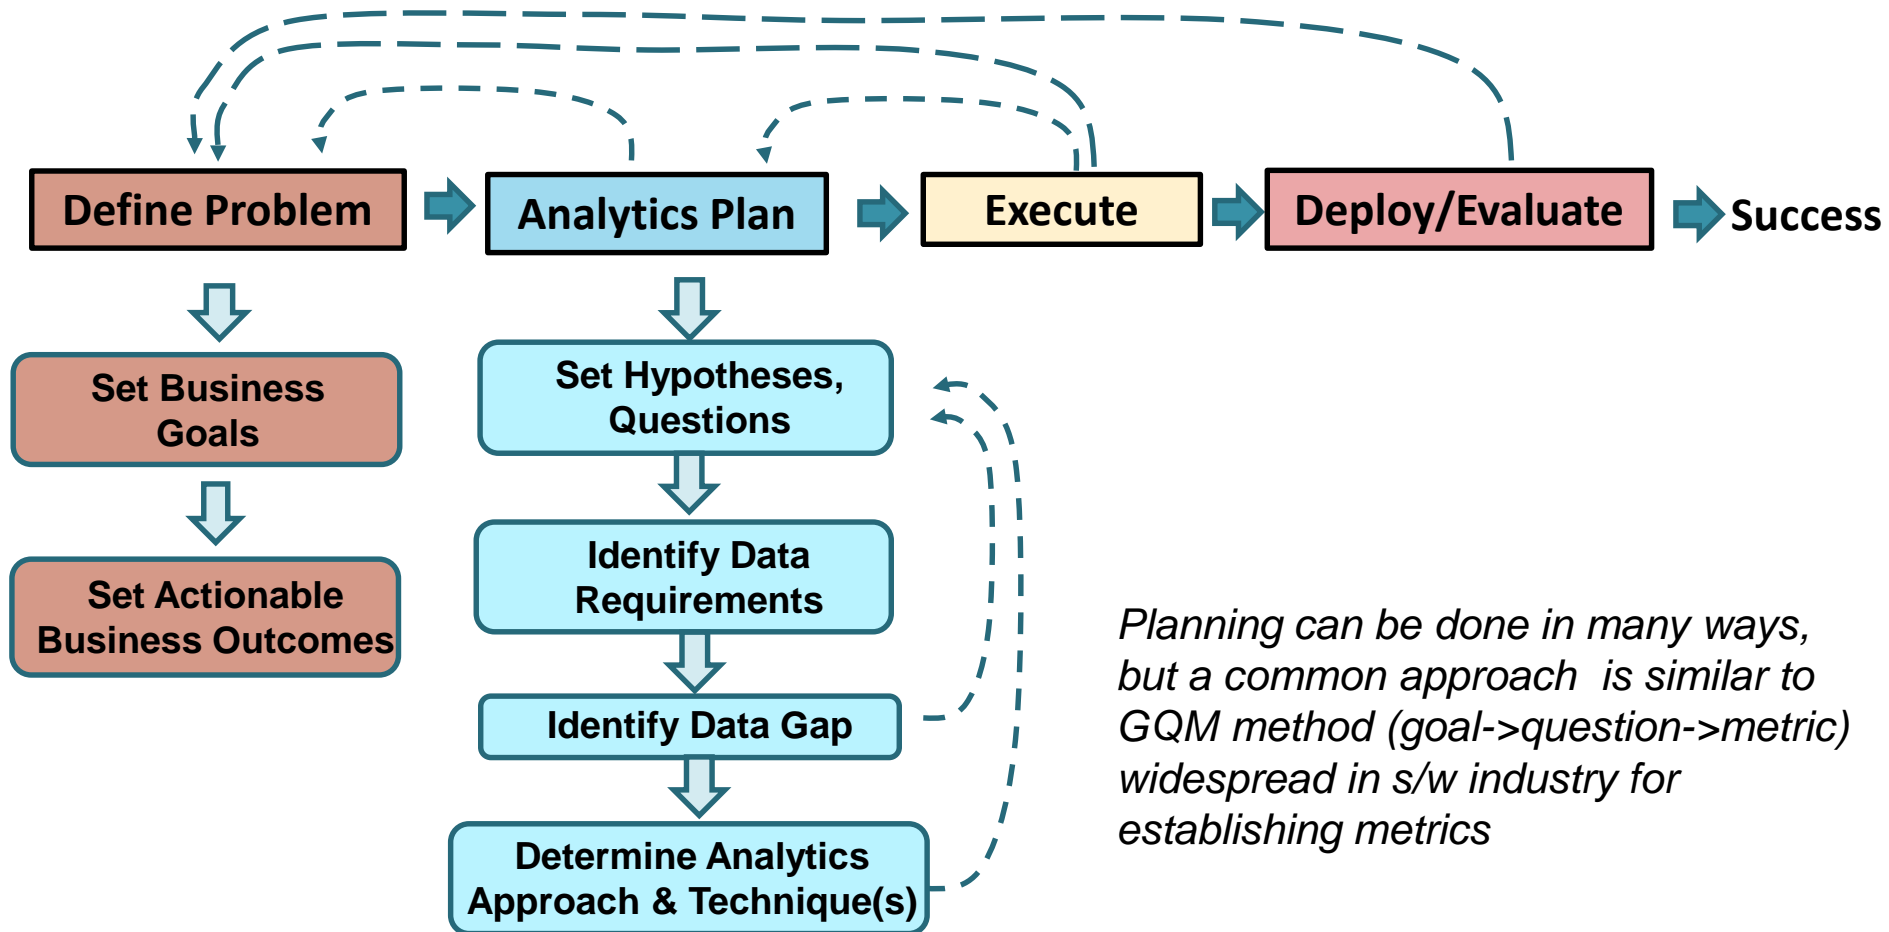 Define Problem
Analytics Plan
Execute
Deploy/Evaluate
Success
Set Business
Goals
Set Actionable
Business Outcomes
Set Hypotheses,
Questions
Identify Data
Requirements
Identify Data Gap
Determine Analytics
Approach & Technique(s)
Planning can be done in many ways,
but a common approach  is similar to
GQM method (goal->question->metric)
widespread in s/w industry for
establishing metrics